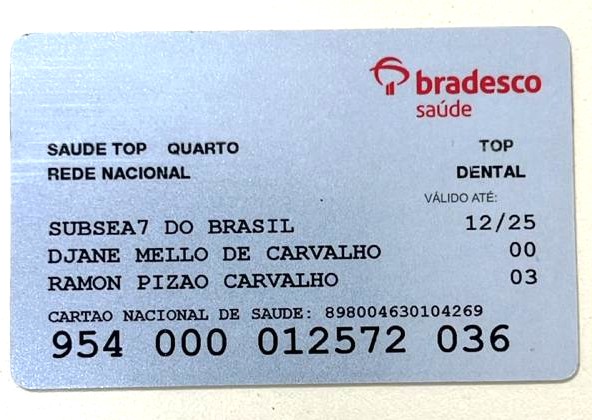 bradesco
saúde
SAUDE TOP QUARTO TOP
REDE NACIONAL DENTAL
VÁLIDO ATÉ:
SUBSEA7 DO BRASIL 12/25
DJANE MELLO DE CARVALHO 00
RAMON PIZAO CARVALHO 03
CARTAO NACIONAL DE SAUDE: 898004630104269
954 000 012572 036